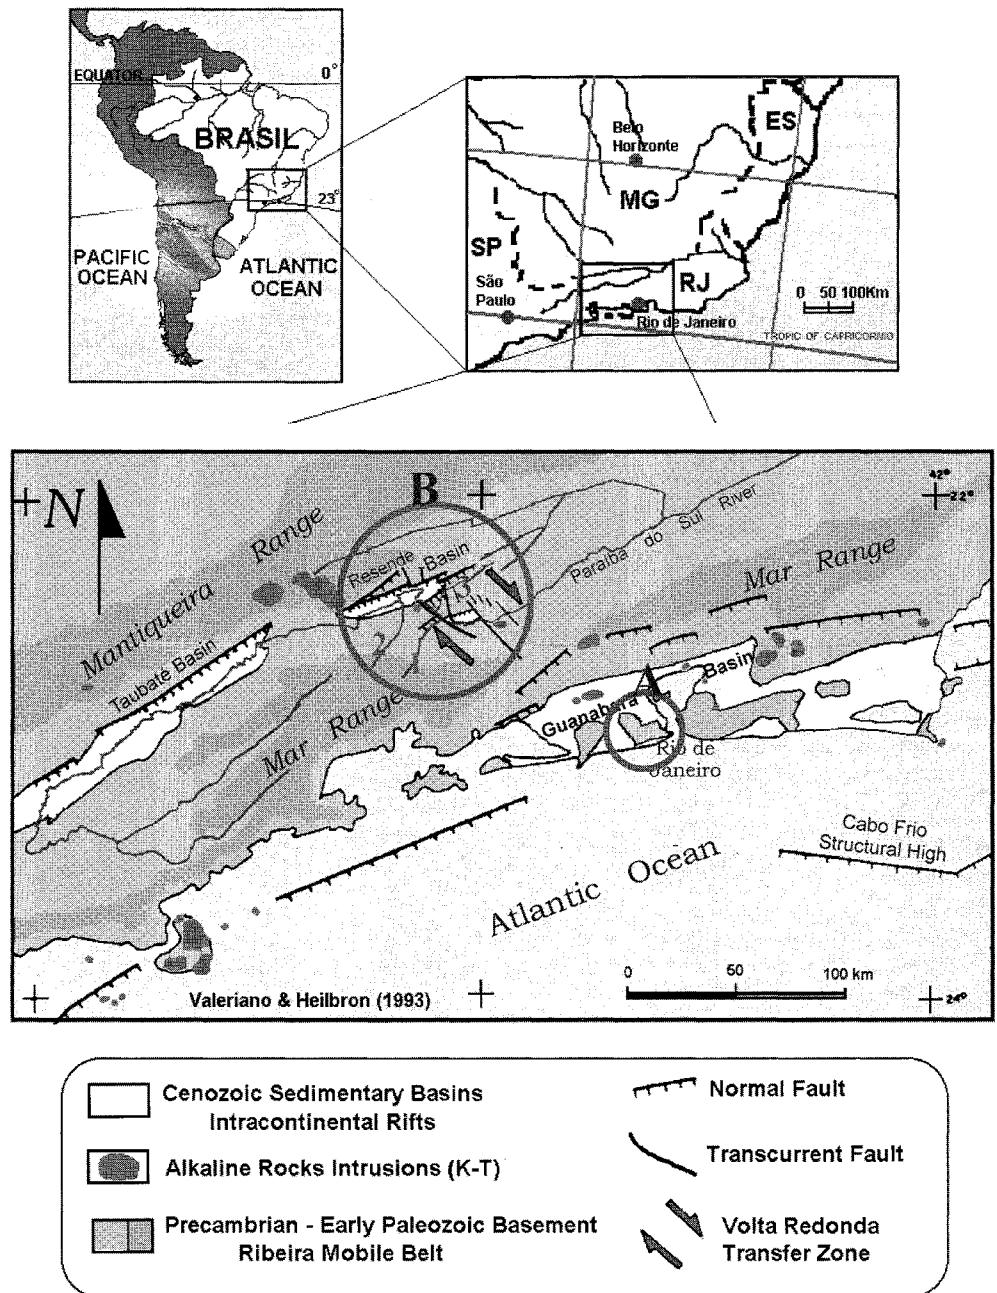 EQUATOR
0°
BRASIL
23°
PACIFIC
OCEAN
ATLANTIC
OCEAN
ES
Belo
Horizonte
MG
SP
RJ
São
Paulo
0 50 100Km
Rio de Janeiro
TROPIC OF CAPRICORNIO
N
B
42°
22°
Mantiqueira Range
Resende Basin
Paraíba do Sul River
Mar Range
Taubaté Basin
Mar Range
A
Guanabara Basin
Rio de
Janeiro
Cabo Frio
Structural High
Atlantic Ocean
0 50 100 km
Valeriano & Heilbron (1993)
24°
Cenozoic Sedimentary Basins
Intracontinental Rifts
Normal Fault
Alkaline Rocks Intrusions (K-T)
Transcurrent Fault
Precambrian - Early Paleozoic Basement
Ribeira Mobile Belt
Volta Redonda
Transfer Zone